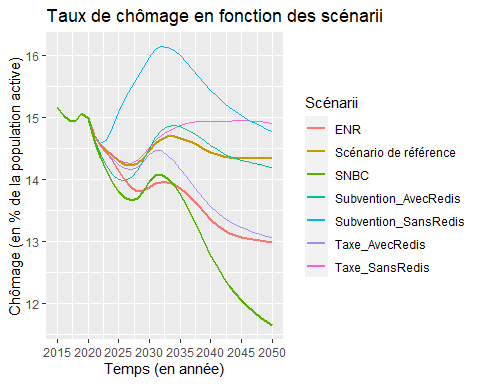 Taux de chômage en fonction des scénarii
Chômage (en % de la population active)
16
15
14
13
12
2015 2020 2025 2030 2035 2040 2045 2050
Temps (en année)
Scénarii
ENR
Scénario de référence
SNBC
Subvention_AvecRedis
Subvention_SansRedis
Taxe_AvecRedis
Taxe_SansRedis